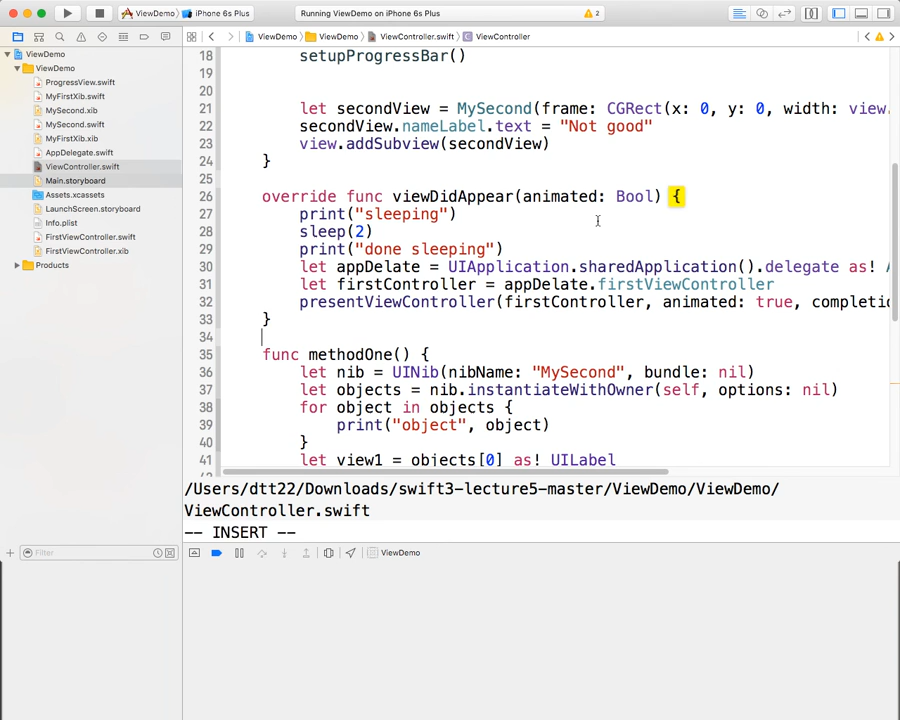 ViewDemo iPhone 6s Plus Running ViewDemo on iPhone 6s Plus 2
ViewDemo ViewDemo ViewDemo ViewController.swift ViewController
ViewDemo
ProgressView.swift
MyFirstXib.swift
MySecond.xib
MySecond.swift
MyFirstXib.xib
AppDelegate.swift
ViewController.swift
Main.storyboard
Assets.xcassets
LaunchScreen.storyboard
Info.plist
FirstViewController.swift
FirstViewController.xib
Products
18 setupProgressBar()
19
20
21 let secondView = MySecond(frame: CGRect(x: 0, y: 0, width: view.
22 secondView.nameLabel.text = "Not good"
23 view.addSubview(secondView)
24 }
25
26 override func viewDidAppear(animated: Bool) {
27 print("sleeping")
28 sleep(2)
29 print("done sleeping")
30 let appDelate = UIApplication.sharedApplication().delegate as! A
31 let firstController = appDelate.firstViewController
32 presentViewController(firstController, animated: true, completio
33 }
34
35 func methodOne() {
36 let nib = UINib(nibName: "MySecond", bundle: nil)
37 let objects = nib.instantiateWithOwner(self, options: nil)
38 for object in objects {
39 print("object", object)
40 }
41 let view1 = objects[0] as! UILabel
/Users/dtt22/Downloads/swift3-lecture5-master/ViewDemo/ViewDemo/
ViewController.swift
-- INSERT --
Filter
ViewDemo